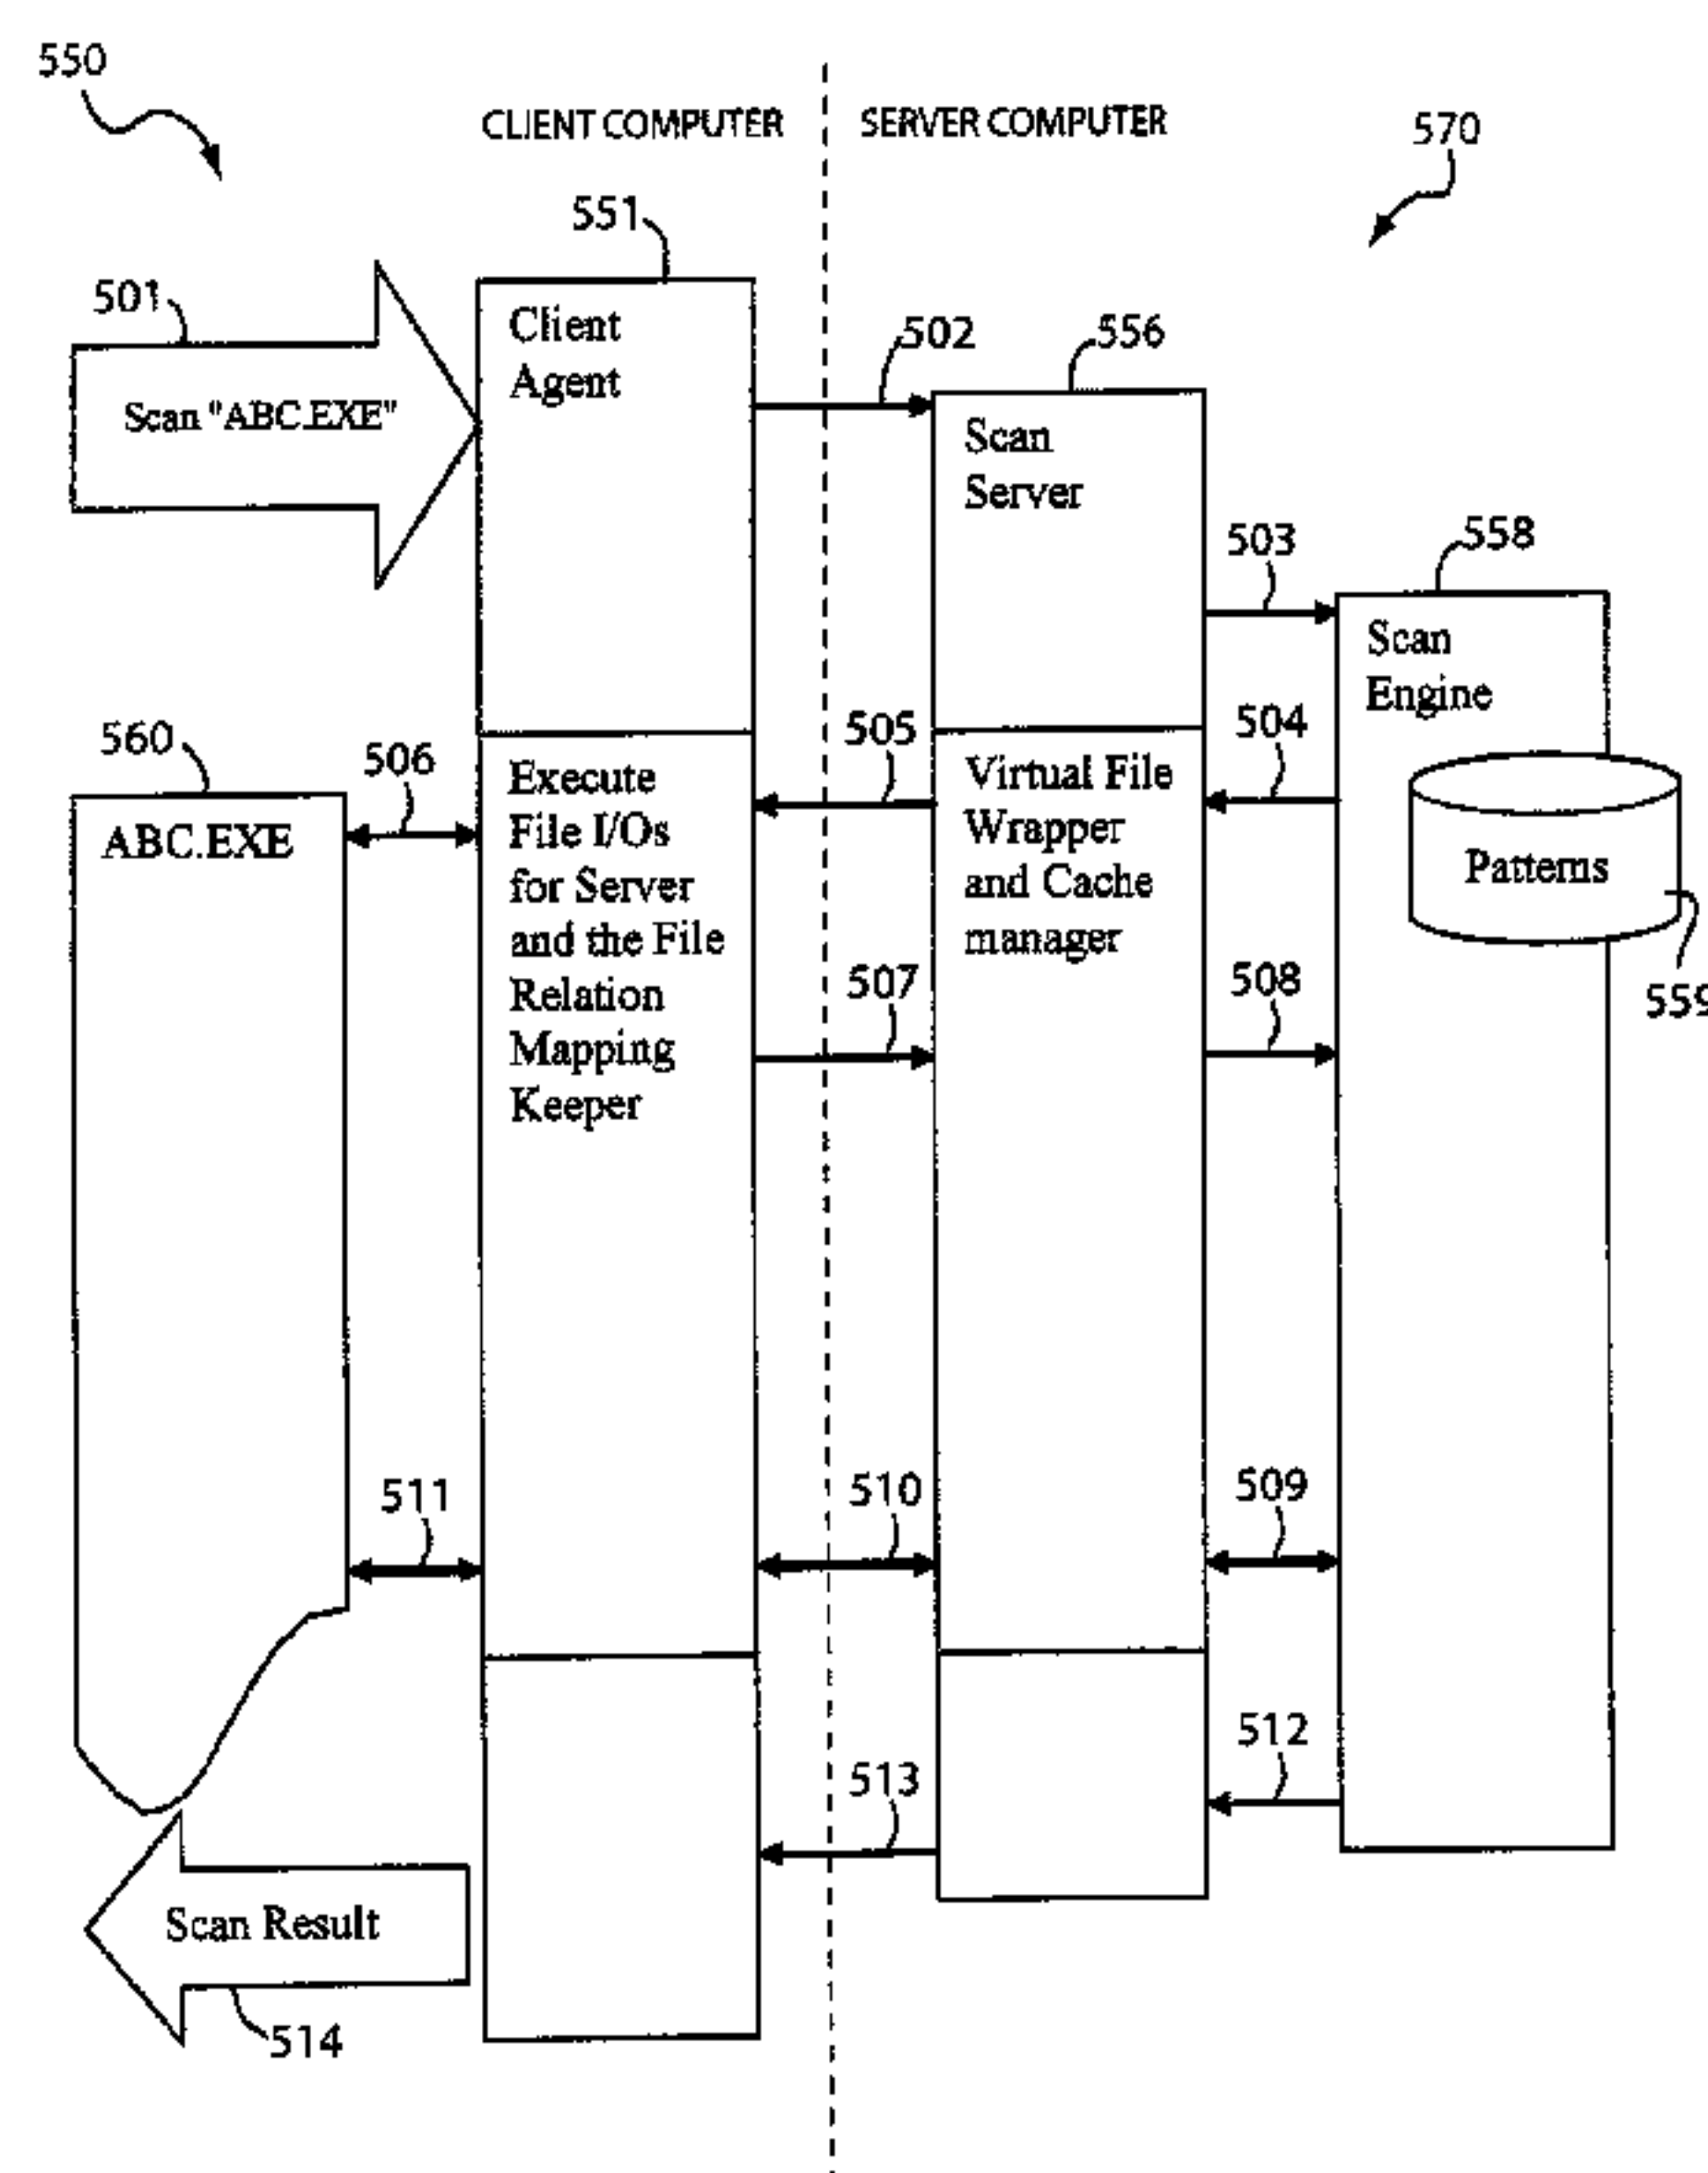 550
CLIENT COMPUTER
SERVER COMPUTER
570
551
501
Scan "ABC.EXE"
Client
Agent
502
556
Scan
Server
503
558
Scan
Engine
560
ABC.EXE
506
Execute
File I/Os
for Server
and the File
Relation
Mapping
Keeper
505
Virtual File
Wrapper
and Cache
manager
504
Patterns
559
507
508
511
510
509
512
513
Scan Result
514